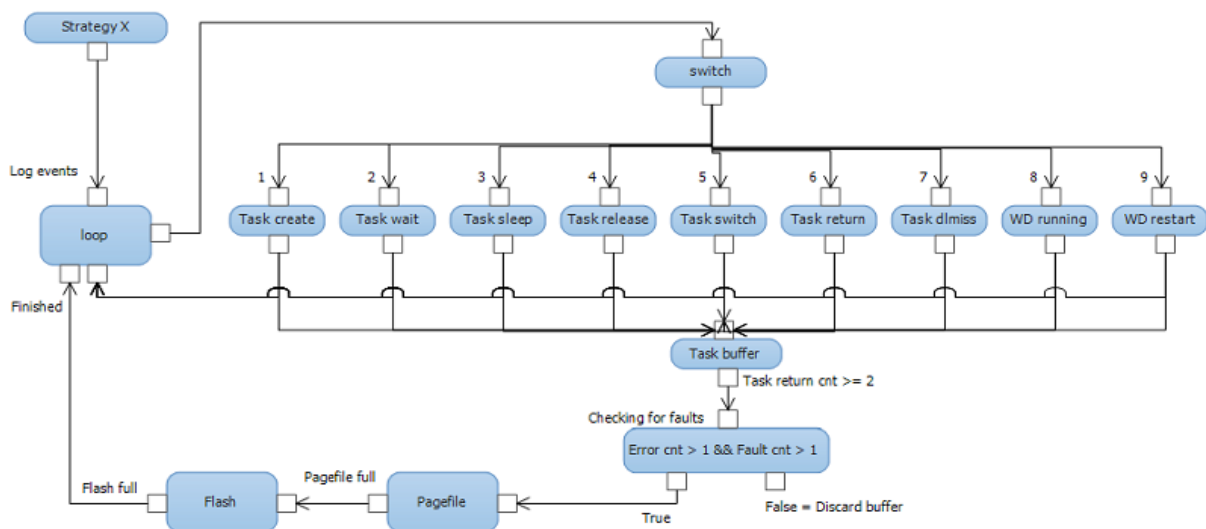 Strategy X
switch
Log events
1 2 3 4 5 6 7 8 9
Task create Task wait Task sleep Task release Task switch Task return Task dlmiss WD running WD restart
loop
Finished
Task buffer
Task return cnt >= 2
Checking for faults
Error cnt > 1 && Fault cnt > 1
Pagefile full
Flash full
Flash
Pagefile
False = Discard buffer
True